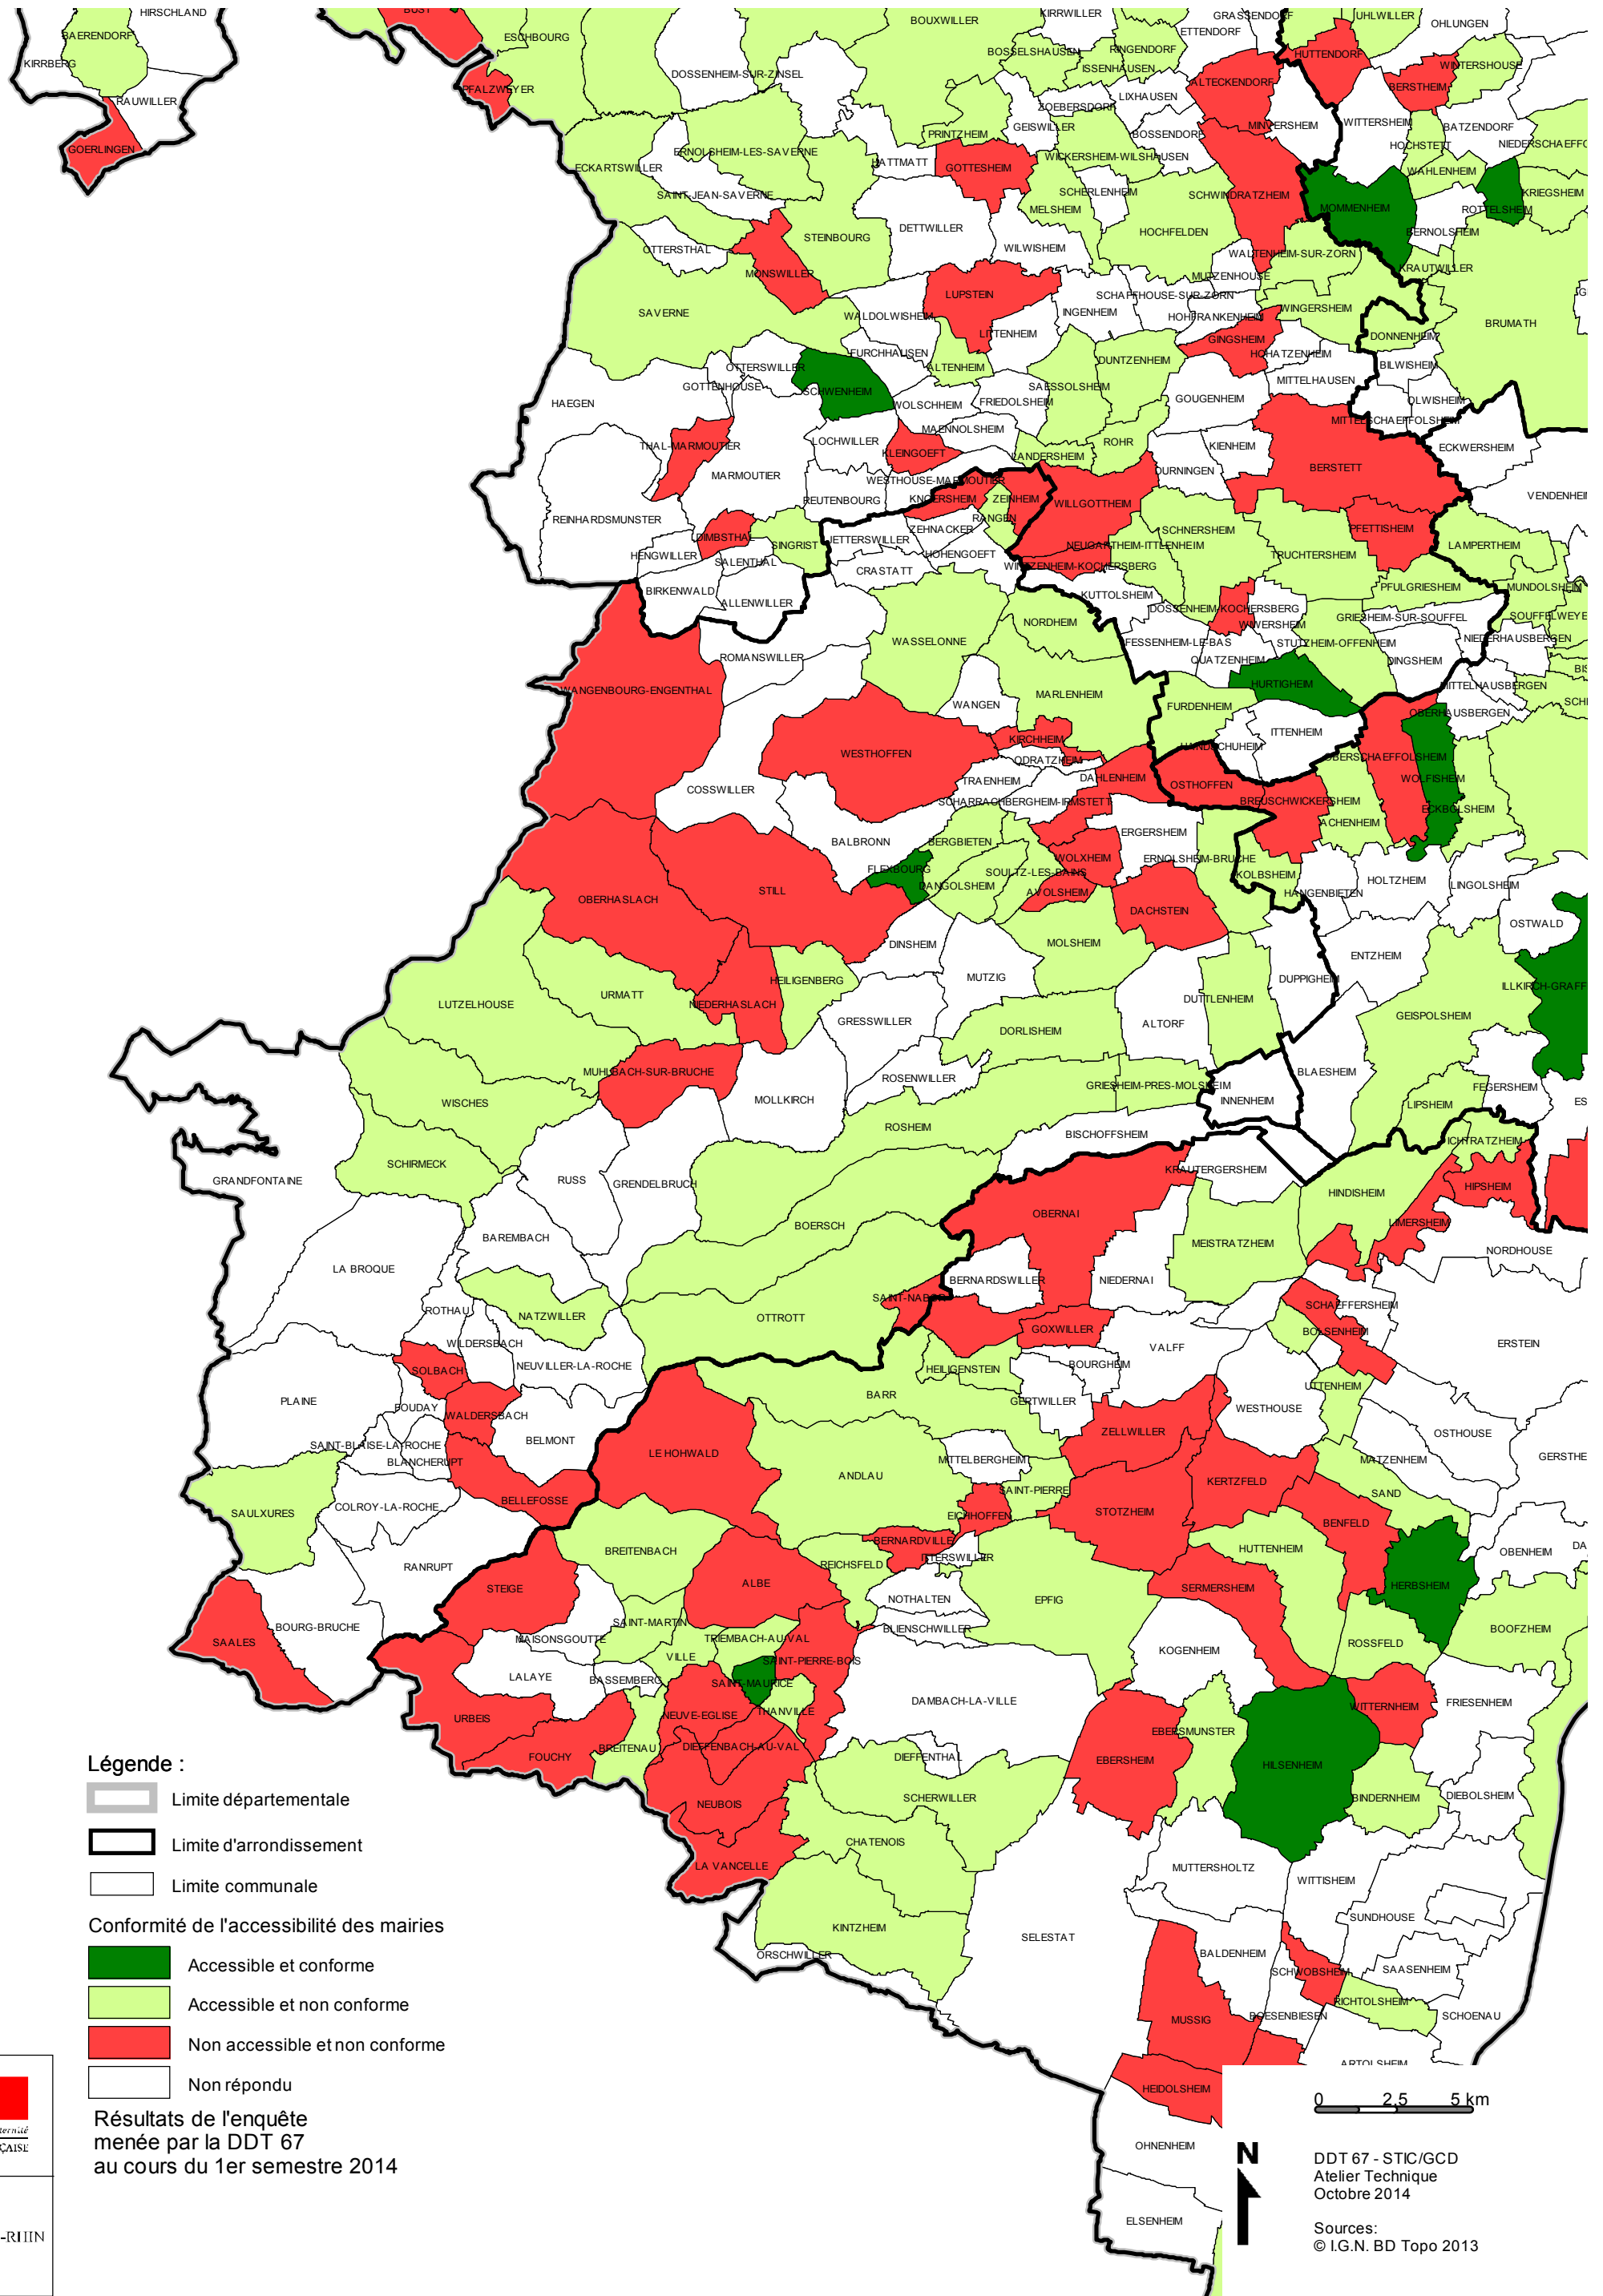 HIRSCHLAND
BUST
BAERENDORF
ESCHBOURG
KIRRBERG
RAUWILLER
GOERLINGEN
PFALZWEYER
DOSSENHEIM-SUR-ZINSEL
BOUXWILLER
KIRRWILLER
BOSSELSHAUSEN
RINGENDORF
ISSENHAUSEN
ETTENDORF
GRASSENDORF
UHLWILLER
OHLUNGEN
HUTTENDORF
WINTERSHOUSE
BERSTHEIM
ALTECKENDORF
LIXHAUSEN
ZOEBERSDORF
GEISWILLER
PRINTZHEIM
BOSSENDORF
MINVERSHEIM
WITTERSHEIM
BATZENDORF
HOCHSTETT
WAHLENHEIM
ECKARTSWILLER
ERNOLSHEIM-LES-SAVERNE
HATTMATT
GOTTESHEIM
WICKERSHEIM-WILSHAUSEN
SCHERLENHEIM
SAINT-JEAN-SAVERNE
MELSHEIM
SCHWINDRATZHEIM
MOMMENHEIM
ROTTELSHEIM
KRIEGSHEIM
BERNOLSHEIM
KRAUTWILLER
OTTERSTHAL
STEINBOURG
DETTWILLER
WILWISHEIM
HOCHFELDEN
WALTENHEIM-SUR-ZORN
MONSWILLER
MUTZENHOUSE
LUPSTEIN
SCHAFFHOUSE-SUR-ZORN
INGENHEIM
HOHFRANKENHEIM
WINGERSHEIM
SAVERNE
WALDOLWISHEIM
LITTENHEIM
GINGSHEIM
HOHATZENHEIM
DONNENHEIM
BRUMATH
FURCHHAUSEN
ALTENHEIM
DUNTZENHEIM
MITTELHAUSEN
BILWISHEIM
OTTERSWILLER
GOTTENHOUSE
SCHWENHEIM
SAESSOLSHEIM
HAEGEN
WOLSCHHEIM
FRIEDOLSHEIM
GOUGENHEIM
OLWISHEIM
MITTELSCHAEFFOLSHEIM
THAL-MARMOUTIER
LOCHWILLER
MAENNOLSHEIM
KLEINGOEFT
LANDERSHEIM
ROHR
KIENHEIM
ECKWERSHEIM
BERSTETT
MARMOUTIER
WESTHOUSE-MARMOUTIER
DURNINGEN
REUTENBOURG
KNOERSHEIM
ZEINHEIM
WILLGOTTHEIM
REINHARDSMUNSTER
RANGEN
ZEHNACKER
SCHNERSHEIM
PFETTISHEIM
DIMBSTHAL
SINGRIST
JETTERSWILLER
HOHENGOEFT
NEUGARTHEIM-ITTLENHEIM
TRUCHTERSHEIM
LAMPERTHEIM
HENGWILLER
SALENTHAL
CRASTATT
WINTZENHEIM-KOCHERSBERG
BIRKENWALD
ALLENWILLER
KUTTOLSHEIM
PFULGRIESHEIM
MUNDOLSHEIM
DOSSENHEIM-KOCHERSBERG
WIWERSHEIM
GRIESHEIM-SUR-SOUFFEL
NORDHEIM
WASSELONNE
FESSENHEIM-LE-BAS
STUTZHEIM-OFFENHEIM
NIEDERHAUSBERGEN
ROMANSWILLER
QUATZENHEIM
DINGSHEIM
WANGENBOURG-ENGENTHAL
WANGEN
MARLENHEIM
HURTIGHEIM
MITTELHAUSBERGEN
FURDENHEIM
OBERHAUSBERGEN
WESTHOFFEN
KIRCHHEIM
ODRATZHEIM
HANDSCHUHEIM
ITTENHEIM
OBERSCHAEFFOLSHEIM
COSSWILLER
TRAENHEIM
DAHLENHEIM
OSTHOFFEN
WOLFISHEIM
SCHARRACHBERGHEIM-IRMSTETT
BREUSCHWICKERSHEIM
ECKBOLSHEIM
BALBRONN
BERGBIETEN
ERGERSHEIM
ACHENHEIM
FLEXBOURG
WOLXHEIM
ERNOLSHEIM-BRUCHE
STILL
DANGOLSHEIM
SOULTZ-LES-BAINS
AVOLSHEIM
KOLBSHEIM
HANGENBIETEN
HOLTZHEIM
LINGOLSHEIM
OBERHASLACH
DACHSTEIN
OSTWALD
DINSHEIM
MOLSHEIM
ENTZHEIM
MUTZIG
DUPPIGHEIM
URMATT
HEILIGENBERG
LUTZELHOUSE
NIEDERHASLACH
GRESSWILLER
DORLISHEIM
ALTORF
DUTTLENHEIM
GEISPOLSHEIM
MUHLBACH-SUR-BRUCHE
ROSENWILLER
GRIESHEIM-PRES-MOLSHEIM
BLAESHEIM
FEGERSHEIM
WISCHES
MOLLKIRCH
INNENHEIM
LIPSHEIM
ROSHEIM
BISCHOFFSHEIM
ICHTRATZHEIM
SCHIRMECK
GRANDFONTAINE
RUSS
GRENDELBRUCH
KRAUTERGERSHEIM
HINDISHEIM
HIPSHEIM
BOERSCH
OBERNAI
LIMERSHEIM
BAREMBACH
MEISTRATZHEIM
NORDHOUSE
LA BROQUE
BERNARDSWILLER
NIEDERNAI
ROTHAU
NATZWILLER
SAINT-NABOR
OTTROTT
GOXWILLER
SCHAEFFERSHEIM
BOLSENHEIM
ERSTEIN
WILDERSBACH
SOLBACH
NEUVILLER-LA-ROCHE
HEILIGENSTEIN
BOURGHEIM
VALFF
PLAINE
FOUDAY
WALDERSBACH
BARR
GERTWILLER
UTTENHEIM
WESTHOUSE
SAINT-BLAISE-LA-ROCHE
BLANCHERUPT
BELMONT
LE HOHWALD
ZELLWILLER
OSTHOUSE
MITTELBERGHEIM
MATZENHEIM
ANDLAU
KERTZFELD
SAULXURES
COLROY-LA-ROCHE
BELLEFOSSE
SAINT-PIERRE
STOTZHEIM
SAND
EICHHOFFEN
BENFELD
BREITENBACH
BERNARDVILLE
ITTERSWILLER
HUTTENHEIM
OBENHEIM
RANRUPT
REICHSFELD
STEIGE
ALBE
NOTHALTEN
EPFIG
SERMERSHEIM
HERBSHEIM
SAALES
BOURG-BRUCHE
SAINT-MARTIN
BLIENSCHWILLER
MAISONSGOUTTE
TRIEMBACH-AU-VAL
KOGENHEIM
ROSSFELD
BOOFZHEIM
VILLE
SAINT-PIERRE-BOIS
LALAYE
BASSEMBERG
SAINT-MAURICE
DAMBACH-LA-VILLE
WITTERNHEIM
FRIESENHEIM
URBEIS
NEUVE-EGLISE
THANVILLE
EBERSMUNSTER
FOUCHY
BREITENAU
DIEFFENBACH-AU-VAL
DIEFFENTHAL
EBERSHEIM
HILSENHEIM
NEUBOIS
SCHERWILLER
BINDERNHEIM
DIEBOLSHEIM
CHATENOIS
LA VANCELLE
MUTTERSHOLTZ
WITTISHEIM
KINTZHEIM
SELESTAT
SUNDHOUSE
ORSCHWILLER
BALDENHEIM
SCHWOBSHEIM
SAASENHEIM
RICHTOLSHEIM
MUSSIG
BOESENBIESEN
SCHOENAU
ARTOLSHEIM
HEIDOLSHEIM
OHNENHEIM
ELSENHEIM
Légende :
Limite départementale
Limite d'arrondissement
Limite communale
Conformité de l'accessibilité des mairies
Accessible et conforme
Accessible et non conforme
Non accessible et non conforme
Non répondu
Résultats de l'enquête
menée par la DDT 67
au cours du 1er semestre 2014
-RHIN
0 2,5 5 km
N
DDT 67 - STIC/GCD
Atelier Technique
Octobre 2014
Sources:
© I.G.N. BD Topo 2013